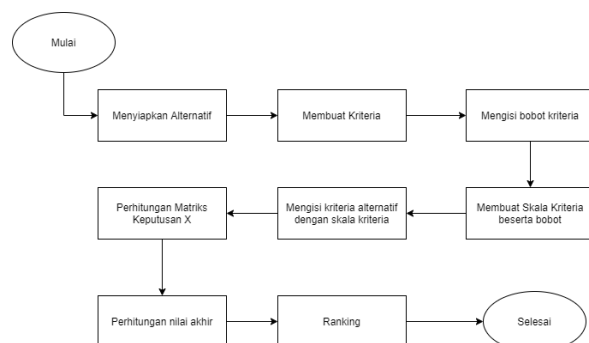 Mulai
Menyiapkan Alternatif
Membuat Kriteria
Mengisi bobot kriteria
Membuat Skala Kriteria
beserta bobot
Mengisi kriteria alternatif
dengan skala kriteria
Perhitungan Matriks
Keputusan X
Perhitungan nilai akhir
Ranking
Selesai